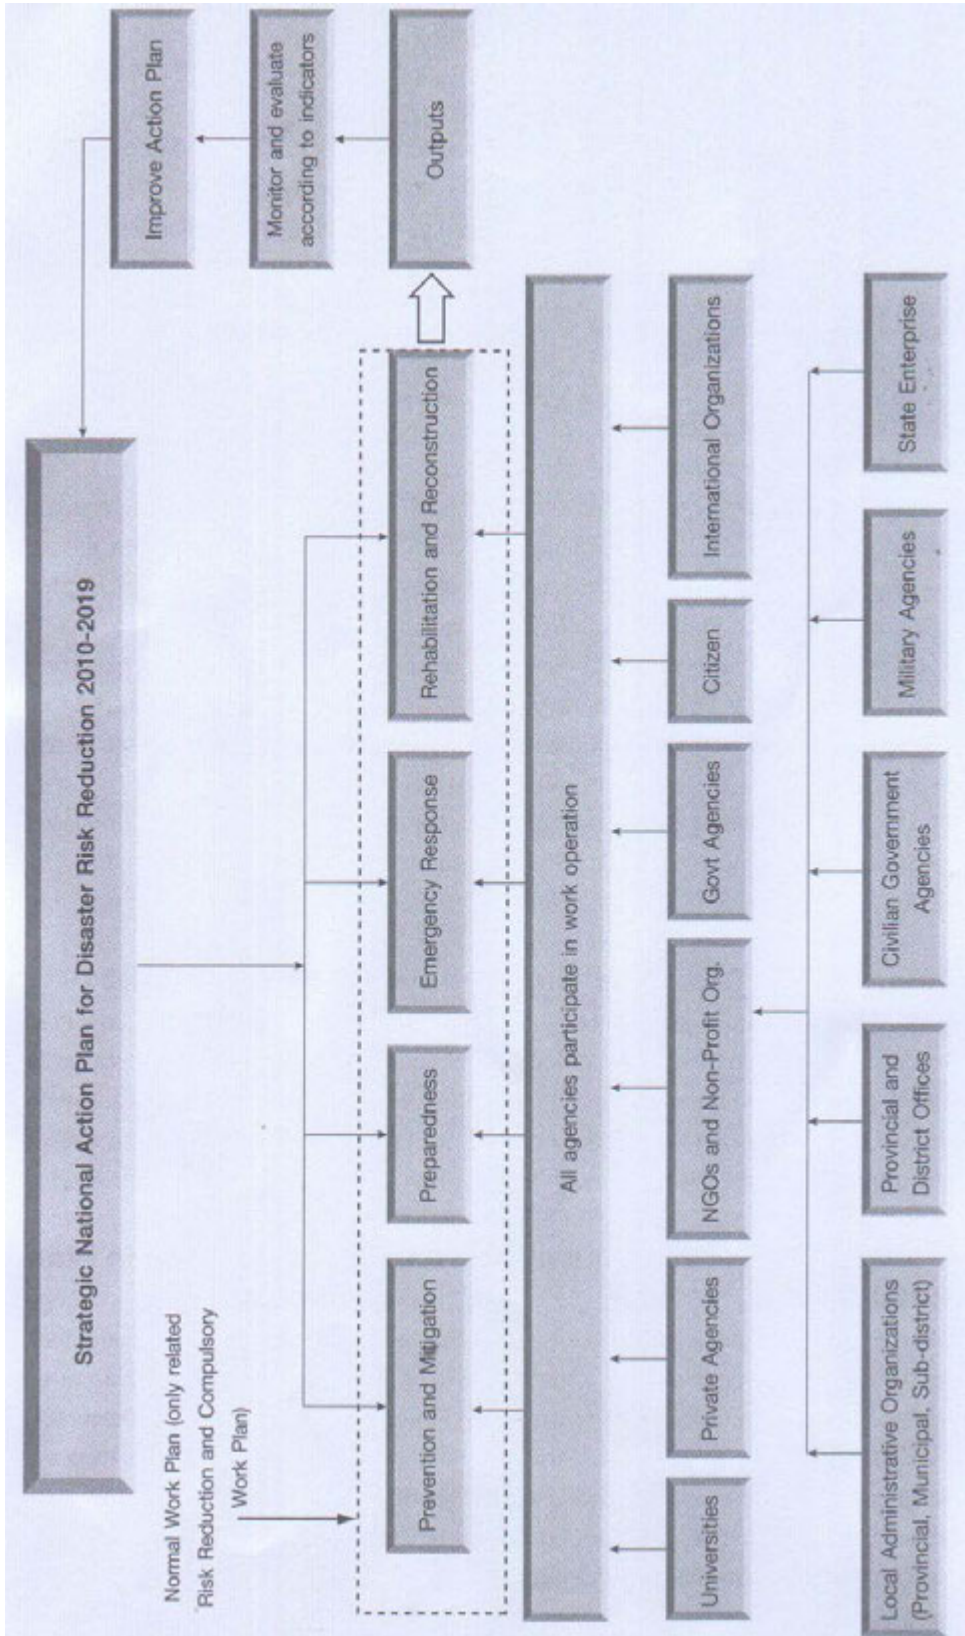 Strategic National Action Plan for Disaster Risk Reduction 2010-2019
Improve Action Plan
Monitor and evaluate
according to indicators
Outputs
Normal Work Plan (only related
Risk Reduction and Compulsory
Work Plan)
Prevention and Mitigation
Preparedness
Emergency Response
Rehabilitation and Reconstruction
All agencies participate in work operation
Universities
Private Agencies
NGOs and Non-Profit Org.
Govt Agencies
Citizen
International Organizations
Local Administrative Organizations
(Provincial, Municipal, Sub-district)
Provincial and
District Offices
Civilian Government
Agencies
Military Agencies
State Enterprise